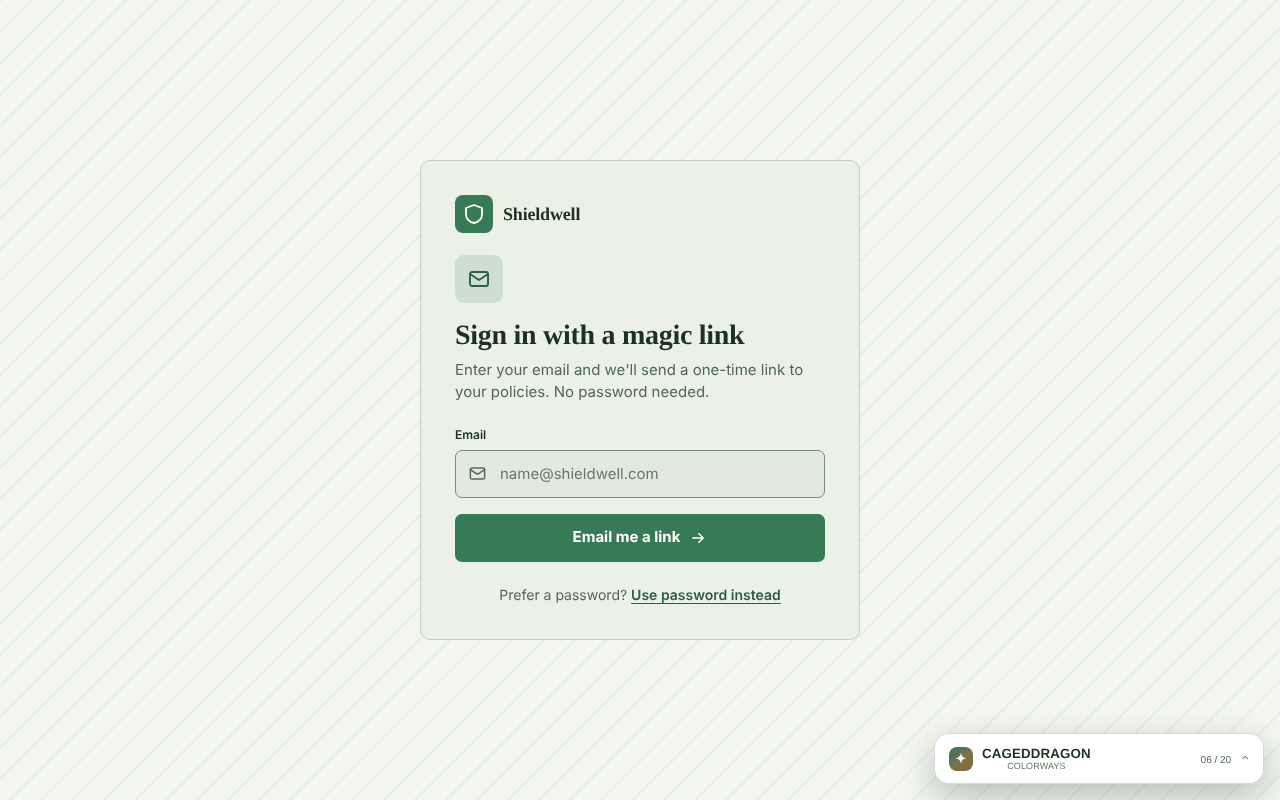 Shieldwell
Sign in with a magic link
Enter your email and we'll send a one-time link to
your policies. No password needed.
Email
name@shieldwell.com
Email me a link →
Prefer a password? Use password instead
CAGEDDRAGON
COLORWAYS
06 / 20